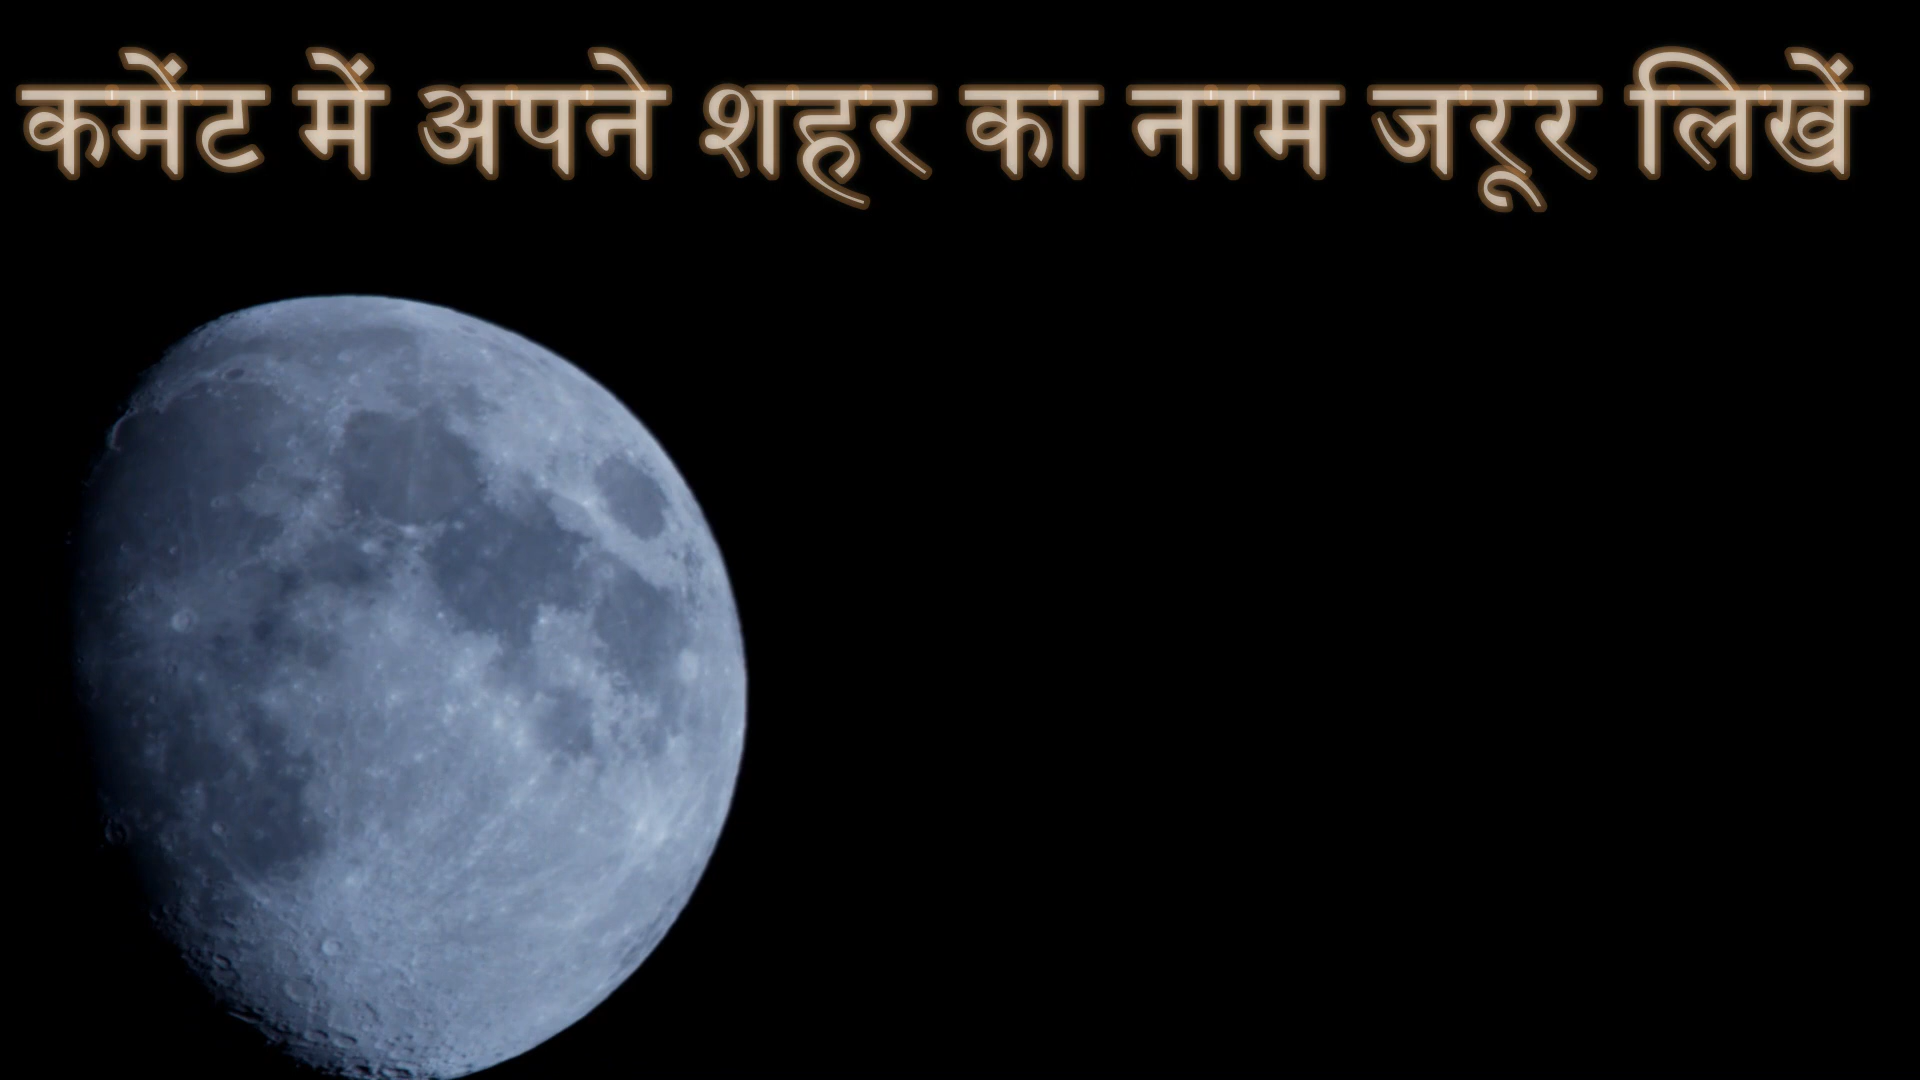 कमेंट में अपने शहर का नाम जरूर लिखें